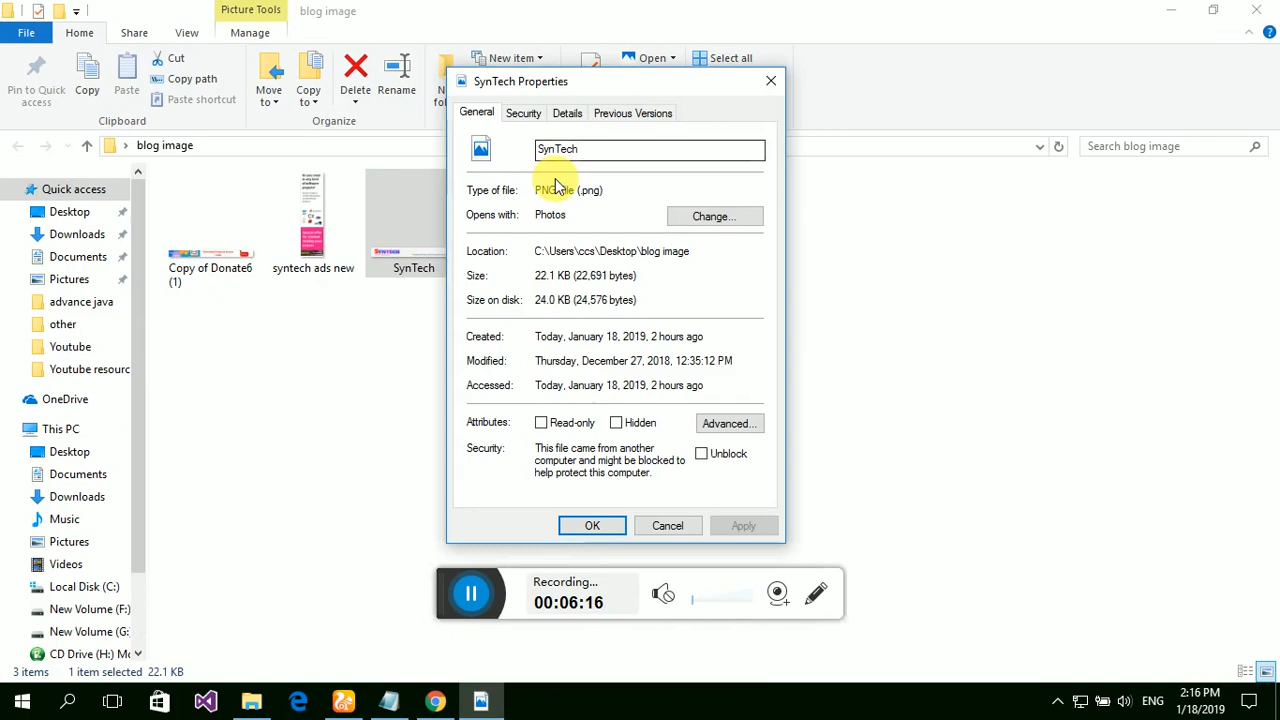 Picture Tools
blog image
File
Home
Share
View
Manage
Pin to Quick
access
Copy
Paste
Cut
Copy path
Paste shortcut
Clipboard
Move
to
Copy
to
Delete
Rename
Organize
New item
Open
Select all
SynTech Properties
General
Security
Details
Previous Versions
SynTech
Type of file:
(.png)
Opens with:
Photos
Change...
Location:
C:\Users\ccs\Desktop\blog image
Size:
22.1 KB (22,691 bytes)
Size on disk:
24.0 KB (24,576 bytes)
Created:
Today, January 18, 2019, 2 hours ago
Modified:
Thursday, December 27, 2018, 12:35:12 PM
Accessed:
Today, January 18, 2019, 2 hours ago
Attributes:
Read-only
Hidden
Advanced...
Security:
This file came from another
computer and might be blocked to
help protect this computer.
Unblock
OK
Cancel
Apply
blog image
Search blog image
Quick access
Desktop
Downloads
Documents
Pictures
advance java
other
Youtube
Youtube resourc
OneDrive
This PC
Desktop
Documents
Downloads
Music
Pictures
Videos
Local Disk (C:)
New Volume (F:)
New Volume (G:
CD Drive (H:) Mo
Copy of Donate6
(1)
syntech ads new
SynTech
SynTech
Recording...
00:06:16
3 items
1 item selected 22.1 KB
ENG
2:16 PM
1/18/2019